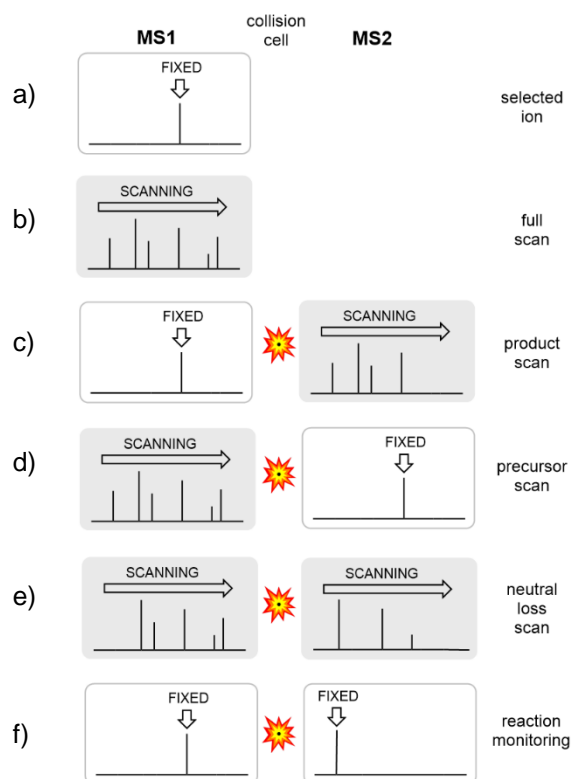 collision
cell
MS1
MS2
a)
FIXED
selected
ion
b)
SCANNING
full
scan
c)
FIXED
SCANNING
product
scan
d)
SCANNING
FIXED
precursor
scan
e)
SCANNING
SCANNING
neutral
loss
scan
f)
FIXED
FIXED
reaction
monitoring